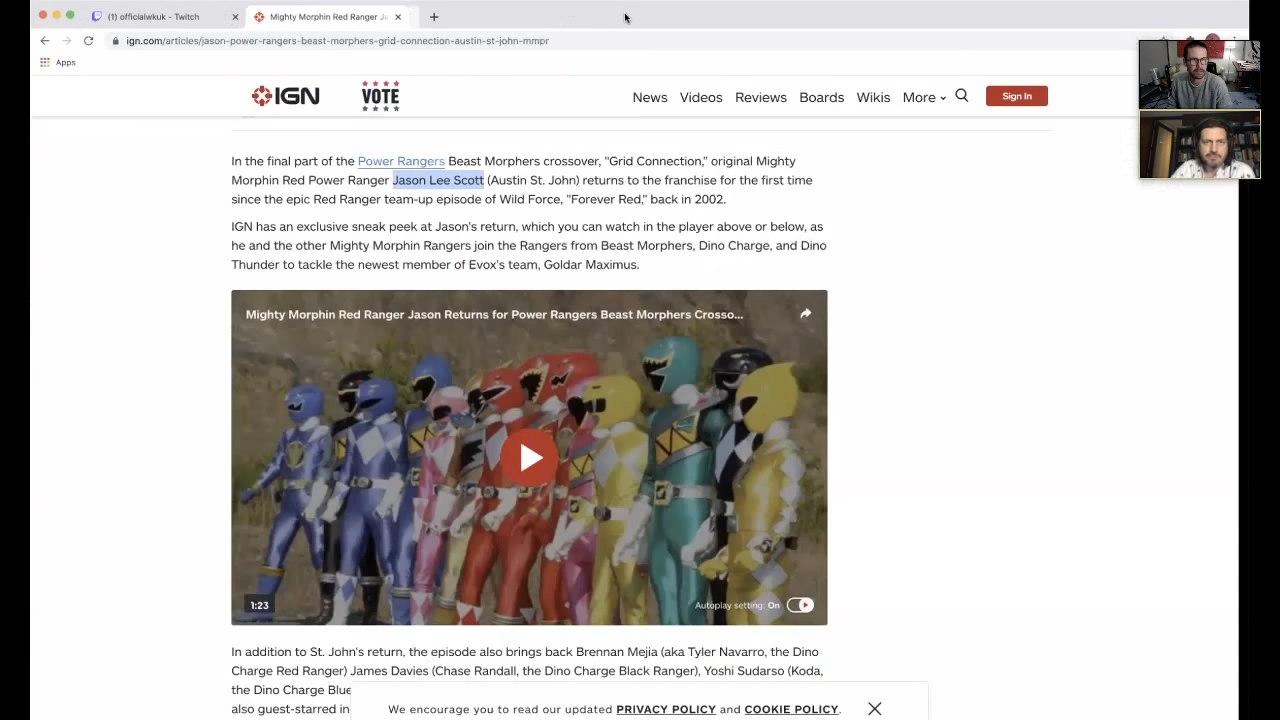 (1) officialwkuk - Twitch
Mighty Morphin Red Ranger Ja
ign.com/articles/jason-power-rangers-beast-morphers-grid-connection-austin-st-john-mmpr
Apps
IGN
VOTE
News Videos Reviews Boards Wikis More
Sign In
In the final part of the Power Rangers Beast Morphers crossover, "Grid Connection," original Mighty
Morphin Red Power Ranger Jason Lee Scott (Austin St. John) returns to the franchise for the first time
since the epic Red Ranger team-up episode of Wild Force, "Forever Red," back in 2002.
IGN has an exclusive sneak peek at Jason's return, which you can watch in the player above or below, as
he and the other Mighty Morphin Rangers join the Rangers from Beast Morphers, Dino Charge, and Dino
Thunder to tackle the newest member of Evox's team, Goldar Maximus.
Mighty Morphin Red Ranger Jason Returns for Power Rangers Beast Morphers Crosso...
1:23
Autoplay setting: On
In addition to St. John's return, the episode also brings back Brennan Mejia (aka Tyler Navarro, the Dino
Charge Red Ranger) James Davies (Chase Randall, the Dino Charge Black Ranger), Yoshi Sudarso (Koda,
the Dino Charge Blue
also guest-starred in
We encourage you to read our updated PRIVACY POLICY and COOKIE POLICY.